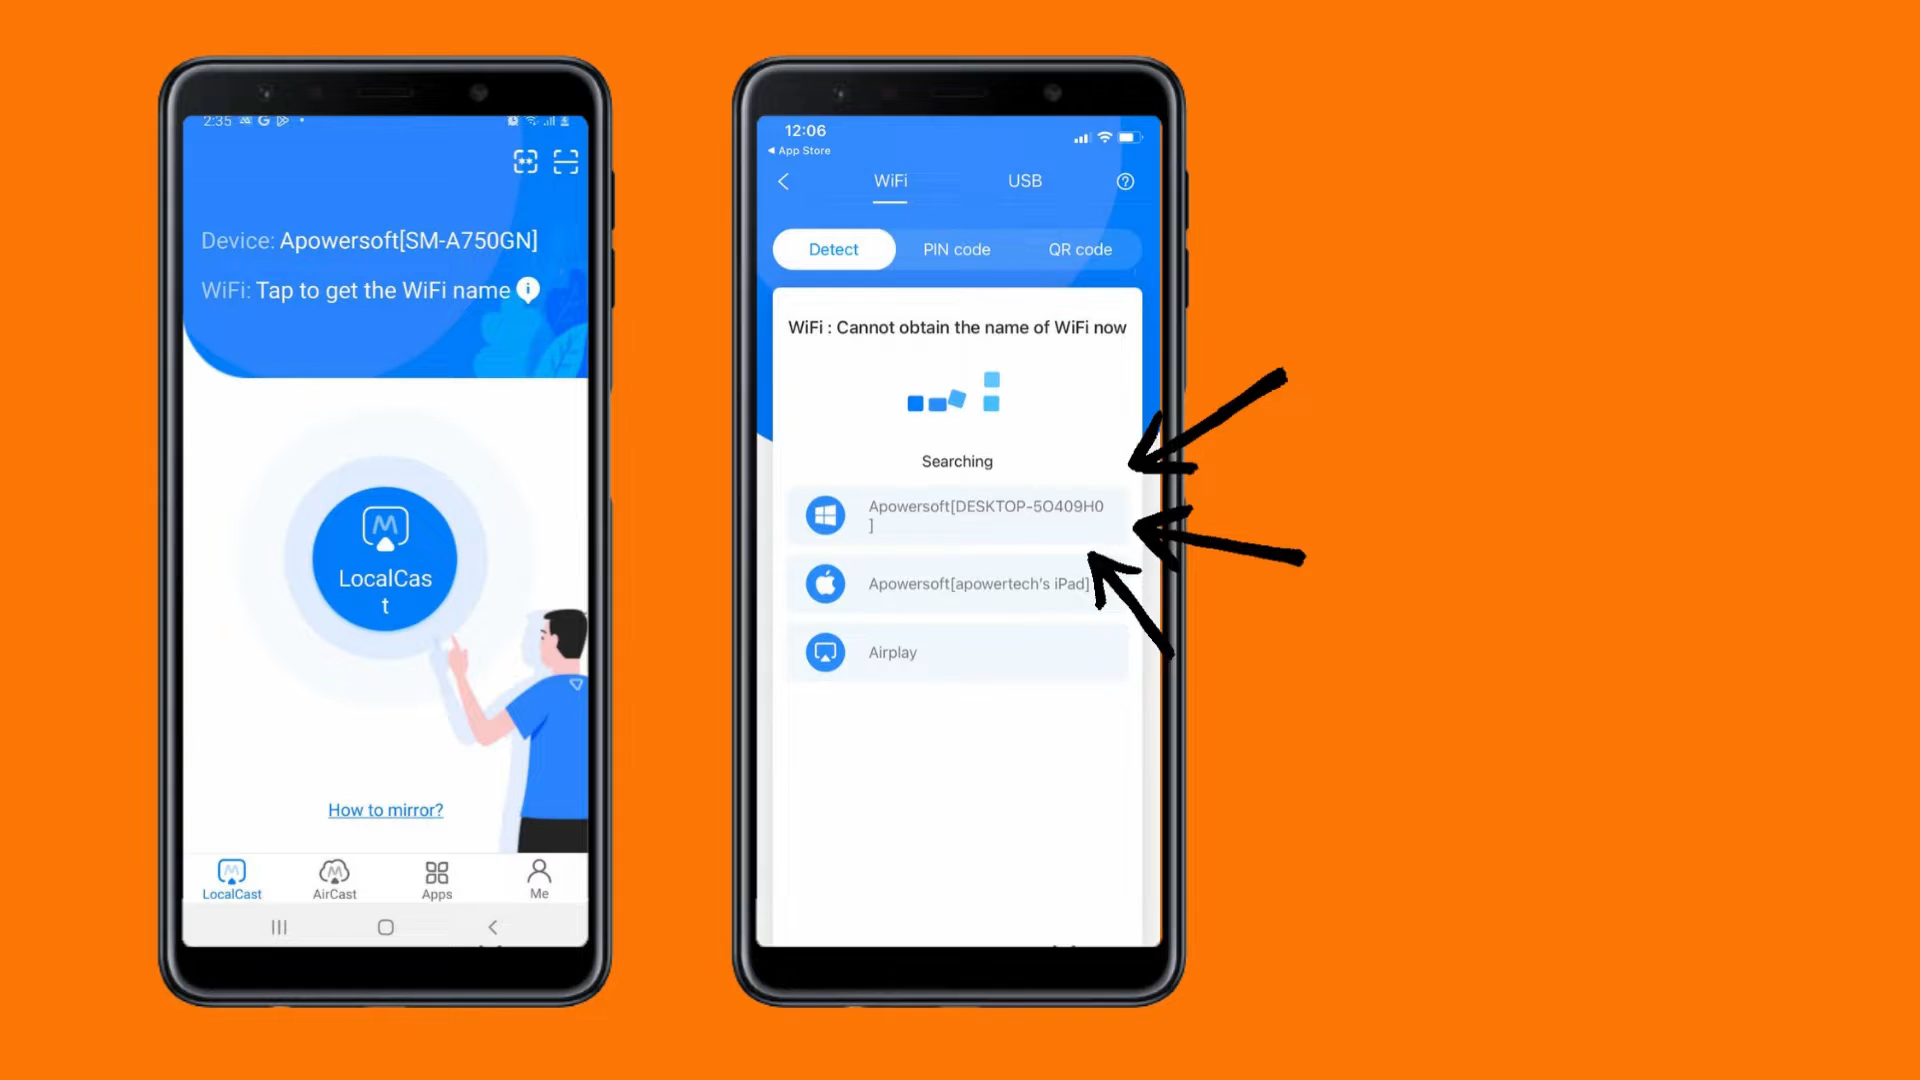 2:35
Device: Apowersoft[SM-A750GN]
WiFi: Tap to get the WiFi name
LocalCas
t
How to mirror?
LocalCast
AirCast
Apps
Me
12:06
App Store
WiFi
USB
Detect
PIN code
QR code
WiFi : Cannot obtain the name of WiFi now
Searching
Apowersoft[DESKTOP-5O409H0
]
Apowersoft[apowertech's iPad]
Airplay